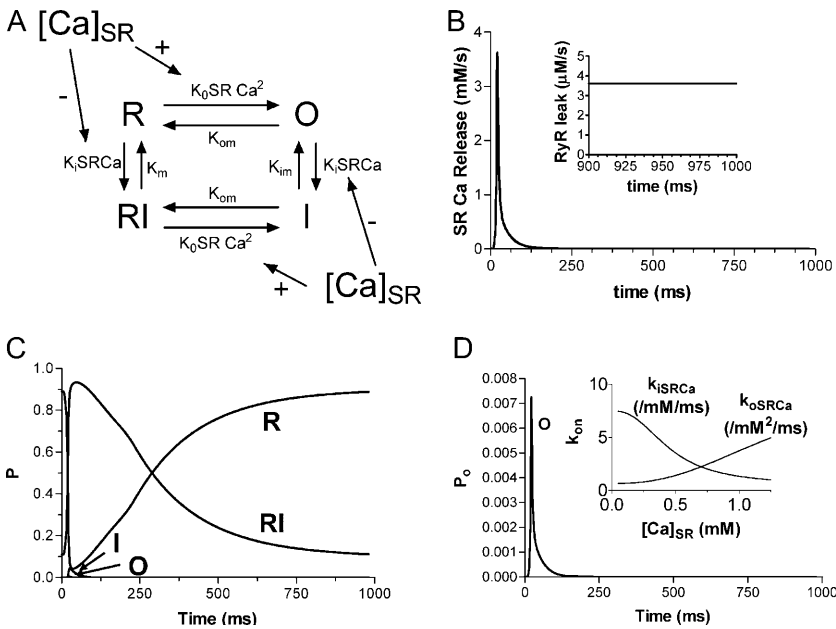 A
[Ca]SR
+
-
K₀SR Ca²
R
O
Kom
KiSRCa
Km
Kim
KiSRCa
Kom
RI
I
K₀SR Ca²
-
+
[Ca]SR
B
SR Ca Release (mM/s)
4
3
2
1
0
0
250
500
750
1000
time (ms)
RyR leak (μM/s)
5
4
3
2
1
0
900
925
950
975
1000
time (ms)
C
P
1.0
0.8
0.6
0.4
0.2
0.0
R
RI
I
O
0
250
500
750
1000
Time (ms)
D
Po
0.008
0.007
0.006
0.005
0.004
0.003
0.002
0.001
0.000
O
0
250
500
750
1000
Time (ms)
kon
10
5
0
kiSRCa
(/mM/ms)
koSRCa
(/mM²/ms)
0.0
0.5
1.0
[Ca]SR (mM)